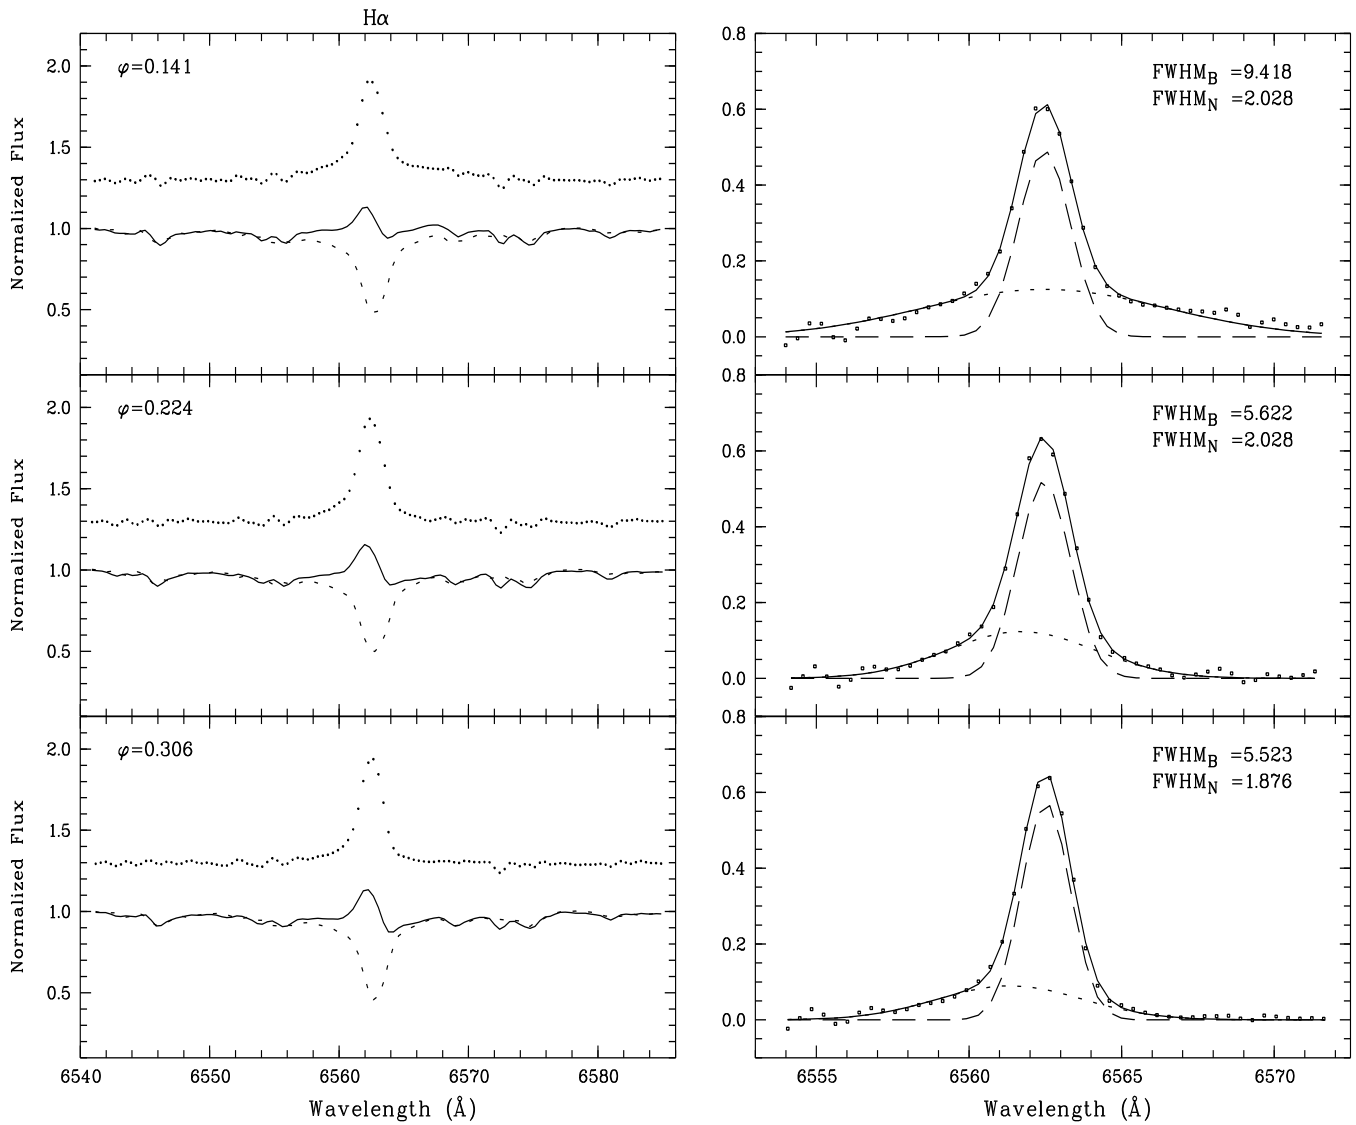 Hα
φ=0.141
2.0
1.5
1.0
0.5
Normalized Flux
φ=0.224
2.0
1.5
1.0
0.5
Normalized Flux
φ=0.306
2.0
1.5
1.0
0.5
Normalized Flux
6540 6550 6560 6570 6580
Wavelength (Å)
0.8
FWHM_B =9.418
FWHM_N =2.028
0.6
0.4
0.2
0.0
0.8
FWHM_B =5.622
FWHM_N =2.028
0.6
0.4
0.2
0.0
0.8
FWHM_B =5.523
FWHM_N =1.876
0.6
0.4
0.2
0.0
6555 6560 6565 6570
Wavelength (Å)